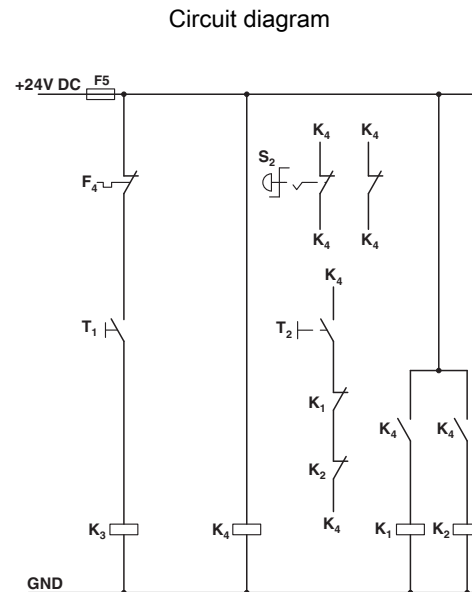 Circuit diagram
+24V DC
F5
K₄ K₄
S₂
F₄
K₄ K₄
K₄
T₁
T₂
K₁
K₄ K₄
K₂
K₄
K₃ K₄ K₁ K₂
GND